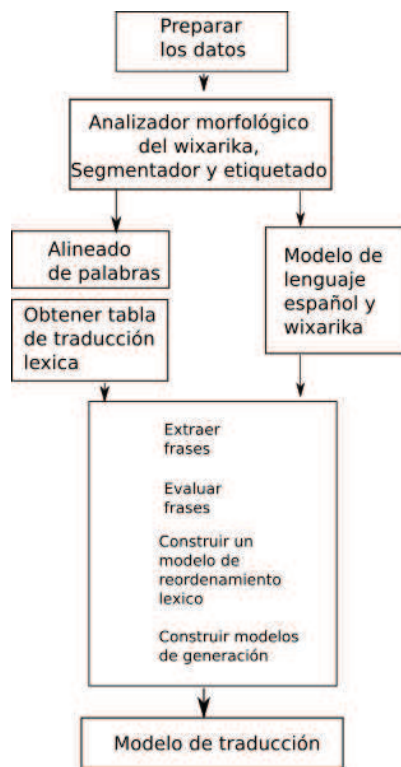 Preparar
los datos
Analizador morfológico
del wixarika,
Segmentador y etiquetado
Alineado
de palabras
Modelo de
lenguaje
español y
wixarika
Obtener tabla
de traducción
lexica
Extraer
frases
Evaluar
frases
Construir un
modelo de
reordenamiento
lexico
Construir modelos
de generación
Modelo de traducción